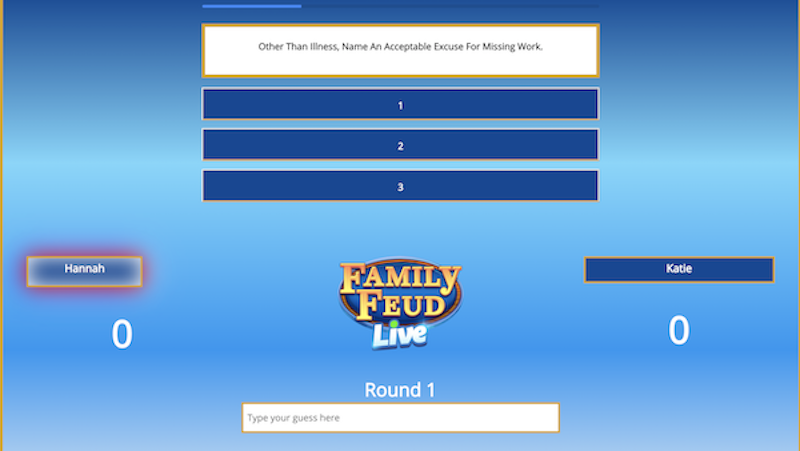 Other Than Illness, Name An Acceptable Excuse For Missing Work.
1
2
3
Hannah
Katie
0
0
FAMILY
FEUD
Live
Round 1
Type your guess here